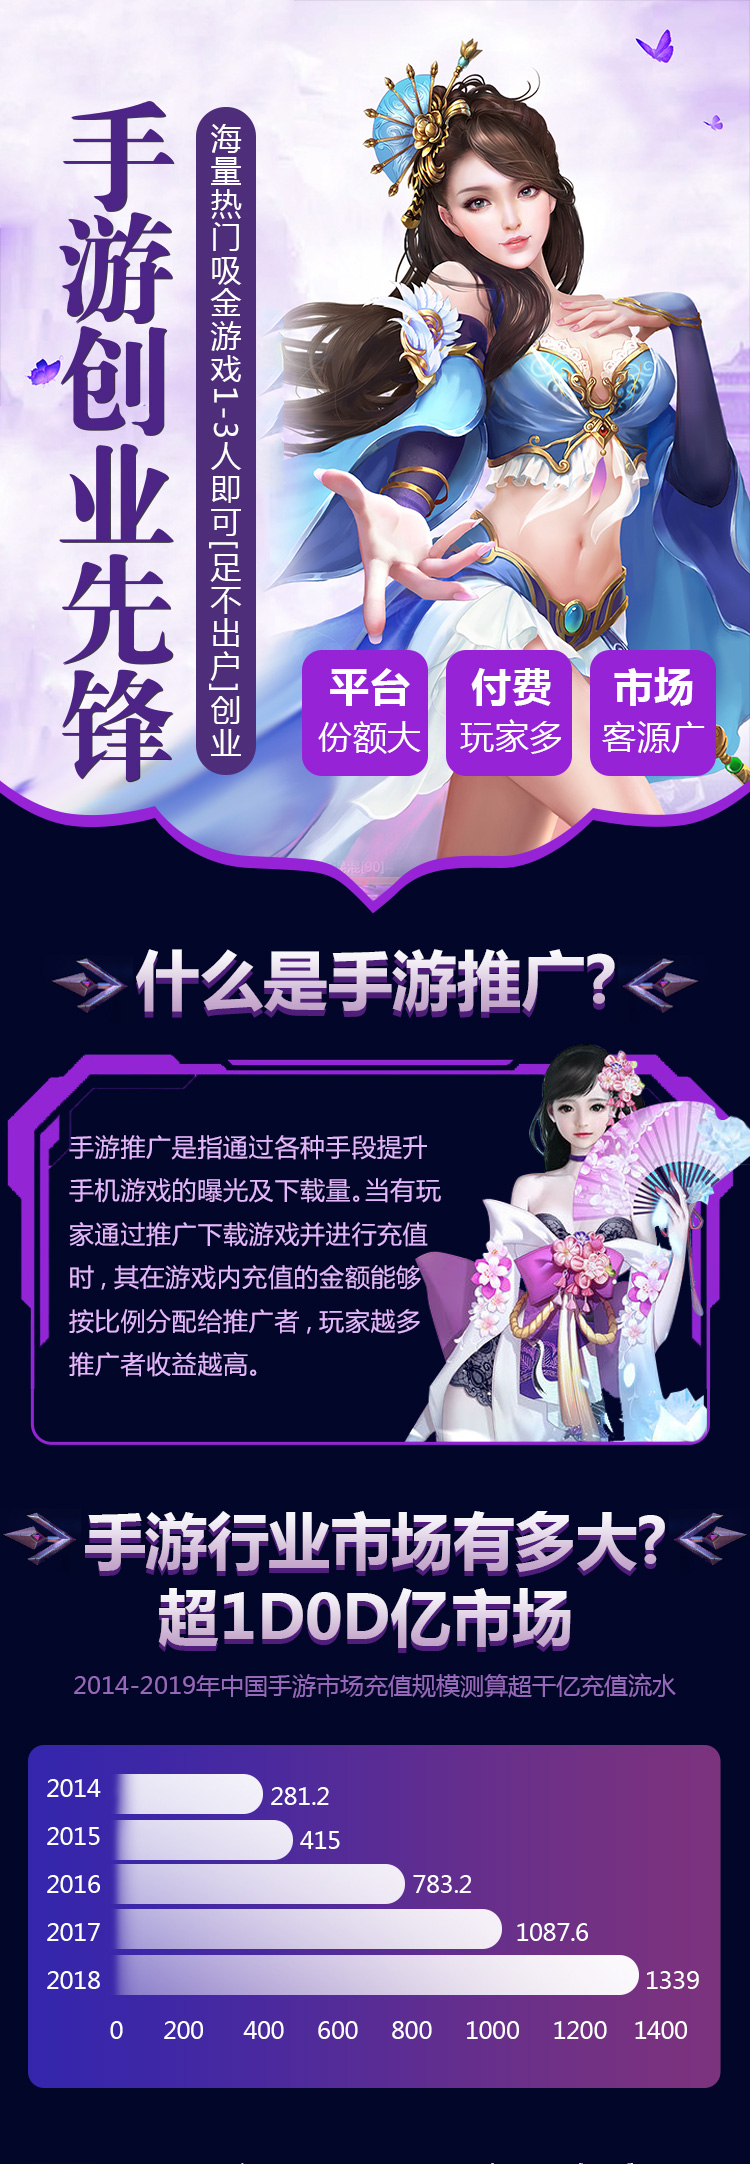 手游创业先锋
海量热门吸金游戏1-3人即可[足不出户]创业
平台
份额大
付费
玩家多
市场
客源广
什么是手游推广?
手游推广是指通过各种手段提升
手机游戏的曝光及下载量。当有玩
家通过推广下载游戏并进行充值
时,其在游戏内充值的金额能够
按比例分配给推广者,玩家越多
推广者收益越高。
手游行业市场有多大?
超1D0D亿市场
2014-2019年中国手游市场充值规模测算超干亿充值流水
2014 281.2
2015 415
2016 783.2
2017 1087.6
2018 1339
0 200 400 600 800 1000 1200 1400